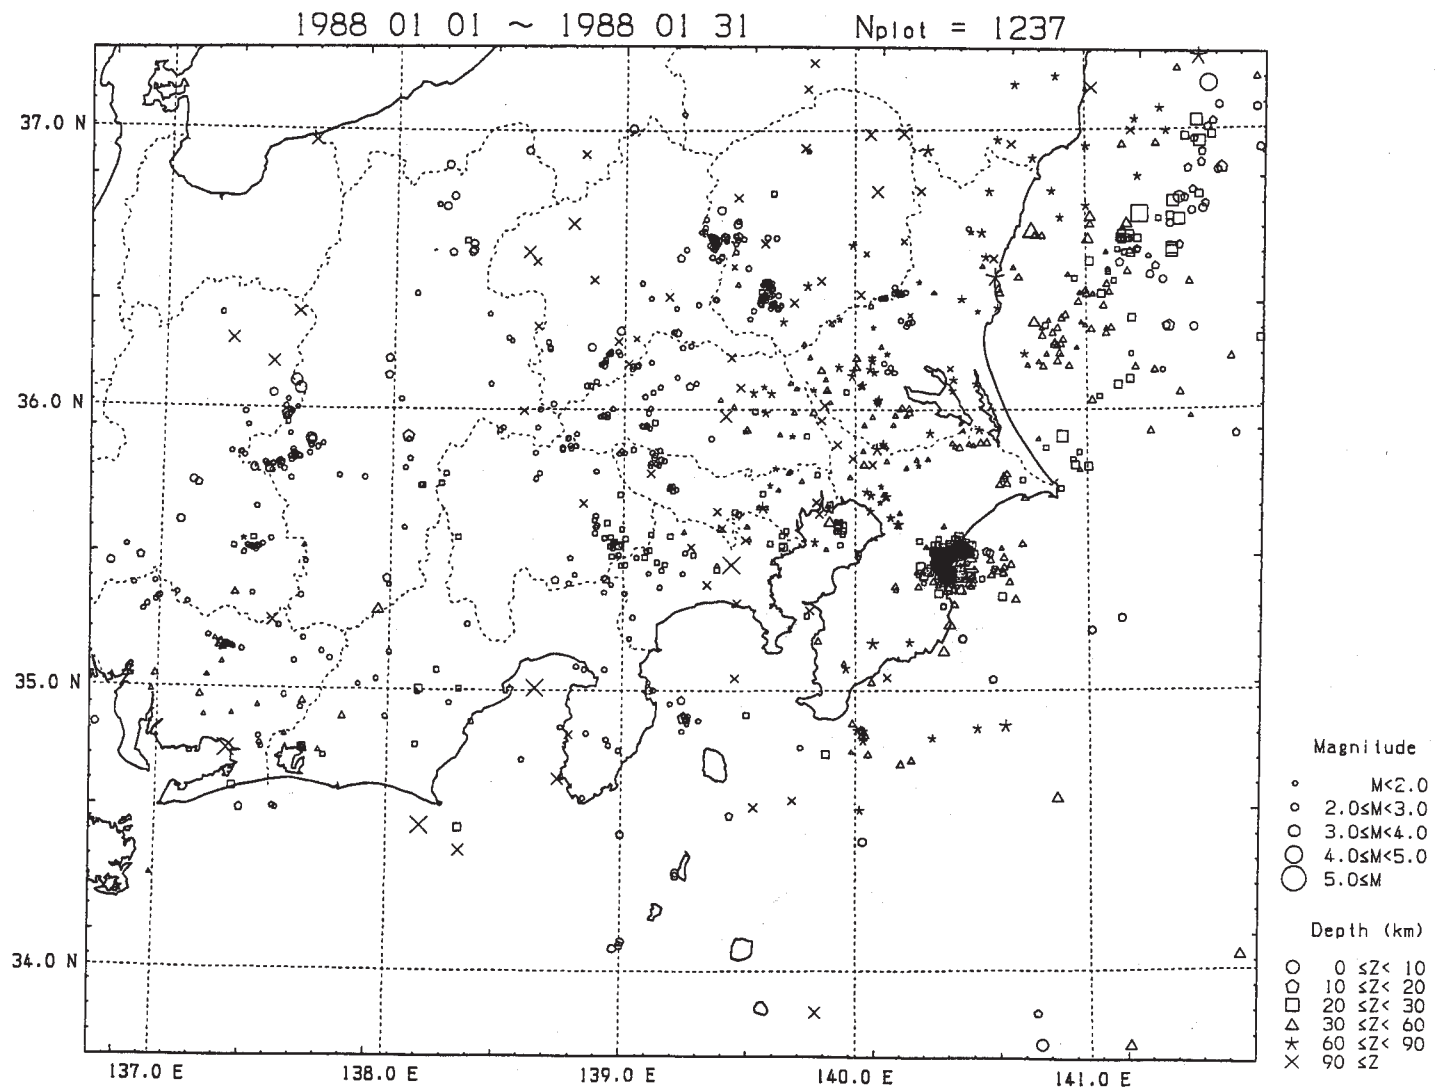 1988 01 01 ~ 1988 01 31 Nplot = 1237
37.0 N
36.0 N
35.0 N
34.0 N
137.0 E 138.0 E 139.0 E 140.0 E 141.0 E
Magnitude
M<2.0
2.0≤M<3.0
3.0≤M<4.0
4.0≤M<5.0
5.0≤M
Depth (km)
0 ≤Z< 10
10 ≤Z< 20
20 ≤Z< 30
30 ≤Z< 60
60 ≤Z< 90
90 ≤Z